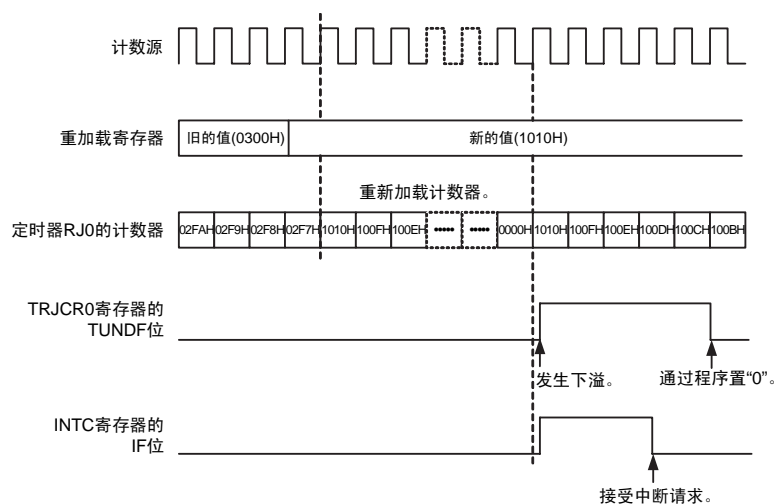 计数源
重加载寄存器
旧的值(0300H)
新的值(1010H)
重新加载计数器。
定时器RJ0的计数器
02FAH 02F9H 02F8H 02F7H 1010H 100FH 100EH ••••• ••••• 0000H 1010H 100FH 100EH 100DH 100CH 100BH
TRJCR0寄存器的
TUNDF位
发生下溢。
通过程序置“0”。
INTC寄存器的
IF位
接受中断请求。